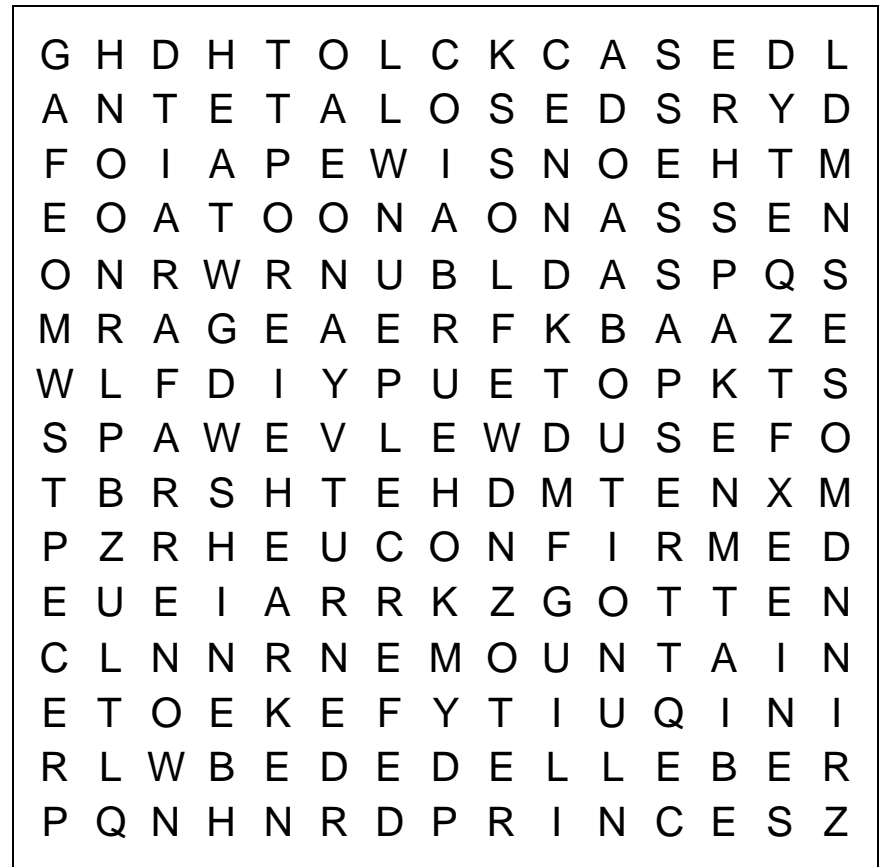 G H D H T O L C K C A S E D L
A N T E T A L O S E D S R Y D
F O I A P E W I S N O E H T M
E O A T O O N A O N A S S E N
O N R W R N U B L D A S P Q S
M R A G E A E R F K B A A Z E
W L F D I Y P U E T O P K T S
S P A W E V L E W D U S E F O
T B R S H T E H D M T E N X M
P Z R H E U C O N F I R M E D
E U E I A R R K Z G O T T E N
C L N N R N E M O U N T A I N
E T O E K E F Y T I U Q I N I
R L W B E D E D E L L E B E R
P Q N H N R D P R I N C E S Z